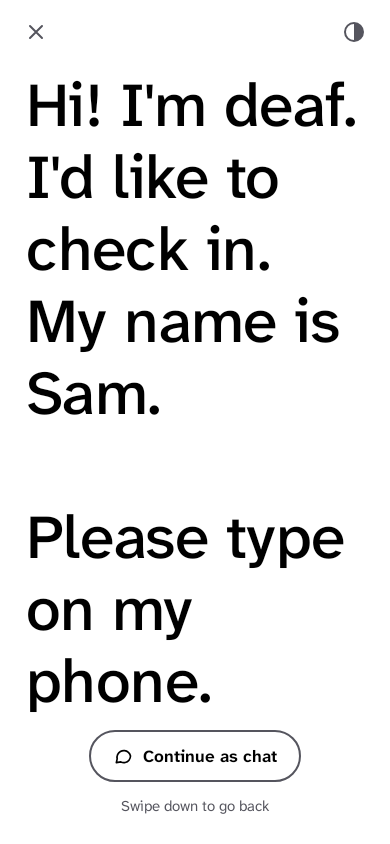 Hi! I'm deaf.
I'd like to
check in.
My name is
Sam.
Please type
on my
phone.
Continue as chat
Swipe down to go back